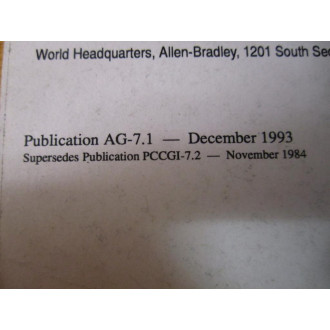 World Headquarters, Allen-Bradley, 1201 South
Publication AG-7.1 — December 1993
Supersedes Publication PCCGI-7.2 — November 1984